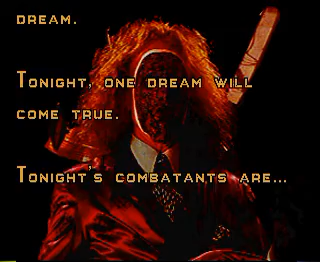 dream.
Tonight, one dream will
come true.
Tonight's combatants are...